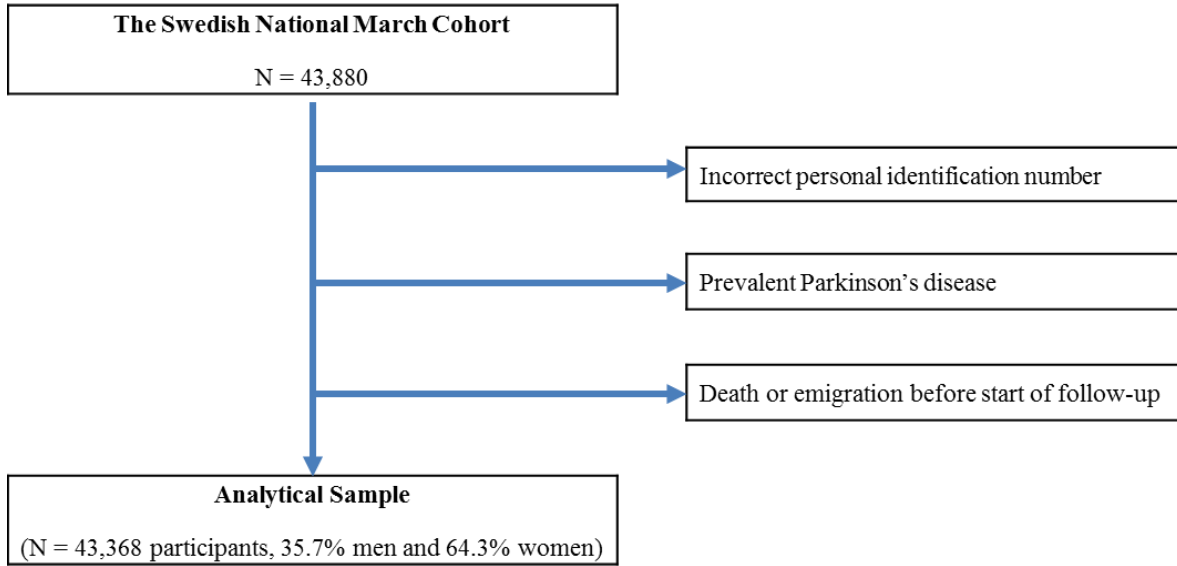 The Swedish National March Cohort
N = 43,880
Incorrect personal identification number
Prevalent Parkinson’s disease
Death or emigration before start of follow-up
Analytical Sample
(N = 43,368 participants, 35.7% men and 64.3% women)